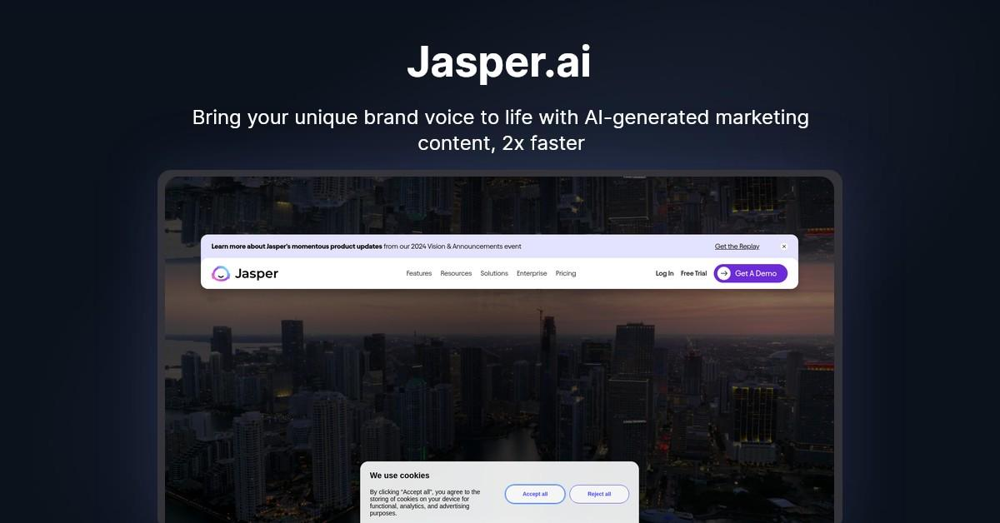 Jasper.ai
Bring your unique brand voice to life with AI-generated marketing
content, 2x faster
Learn more about Jasper's momentous product updates from our 2024 Vision & Announcements event Get the Replay
Jasper Features Resources Solutions Enterprise Pricing Log In Free Trial Get A Demo
We use cookies
By clicking "Accept all", you agree to the
storing of cookies on your device for
functional, analytics, and advertising
purposes.
Accept all Reject all